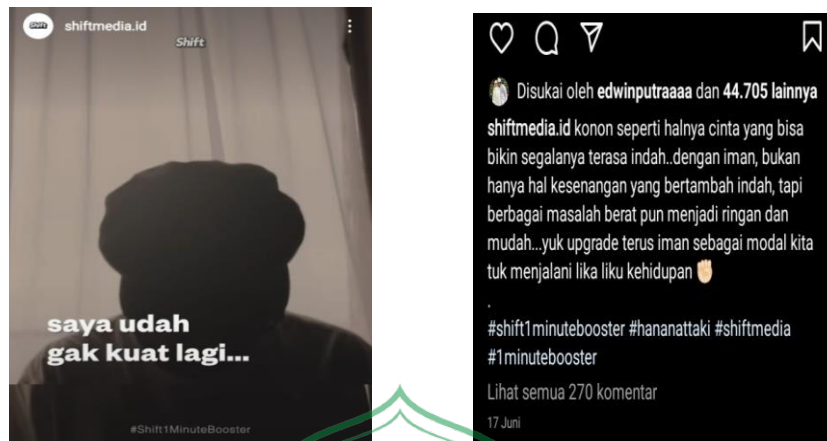 Shift
shiftmedia.id
Shift
saya udah
gak kuat lagi...
#Shift1MinuteBooster
Disukai oleh edwinputraaaa dan 44.705 lainnya
shiftmedia.id konon seperti halnya cinta yang bisa
bikin segalanya terasa indah..dengan iman, bukan
hanya hal kesenangan yang bertambah indah, tapi
berbagai masalah berat pun menjadi ringan dan
mudah...yuk upgrade terus iman sebagai modal kita
tuk menjalani lika liku kehidupan ✊🏻
.
#shift1minutebooster #hananattaki #shiftmedia
#1minutebooster
Lihat semua 270 komentar
17 Juni